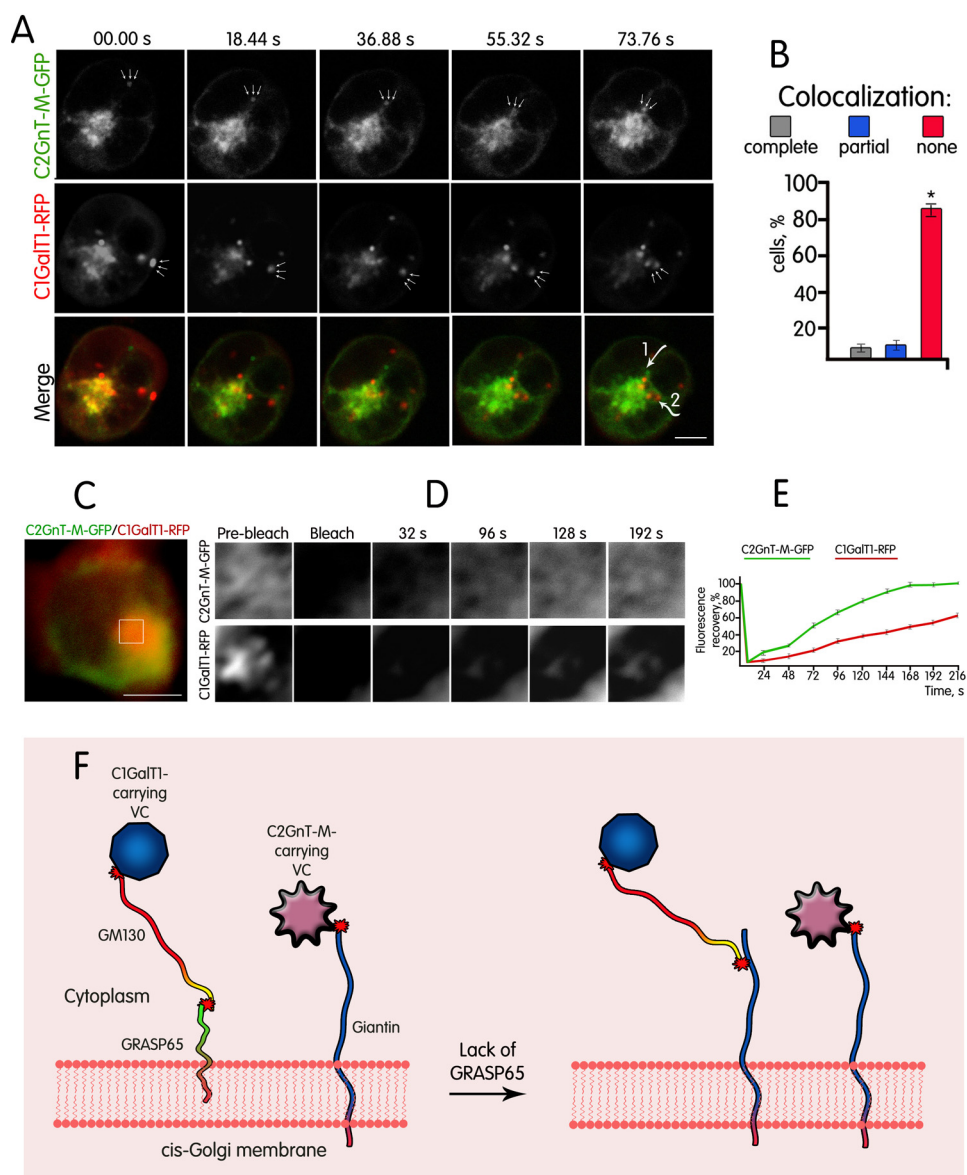 A
00.00 s 18.44 s 36.88 s 55.32 s 73.76 s
C2GnT-M-GFP
C1GalT1-RFP
Merge
1
2
B
Colocalization:
complete partial none
cells, %
100
80
60
40
20
*
C
C2GnT-M-GFP/C1GalT1-RFP
D
Pre-bleach Bleach 32 s 96 s 128 s 192 s
C2GnT-M-GFP
C1GalT1-RFP
E
C2GnT-M-GFP C1GalT1-RFP
Fluorescence
recovery,%
100
80
60
40
20
24 48 72 96 120 144 168 192 216
Time, s
F
C1GalT1-
carrying
VC
C2GnT-M-
carrying
VC
GM130
Cytoplasm
GRASP65
Giantin
cis-Golgi membrane
Lack of
GRASP65